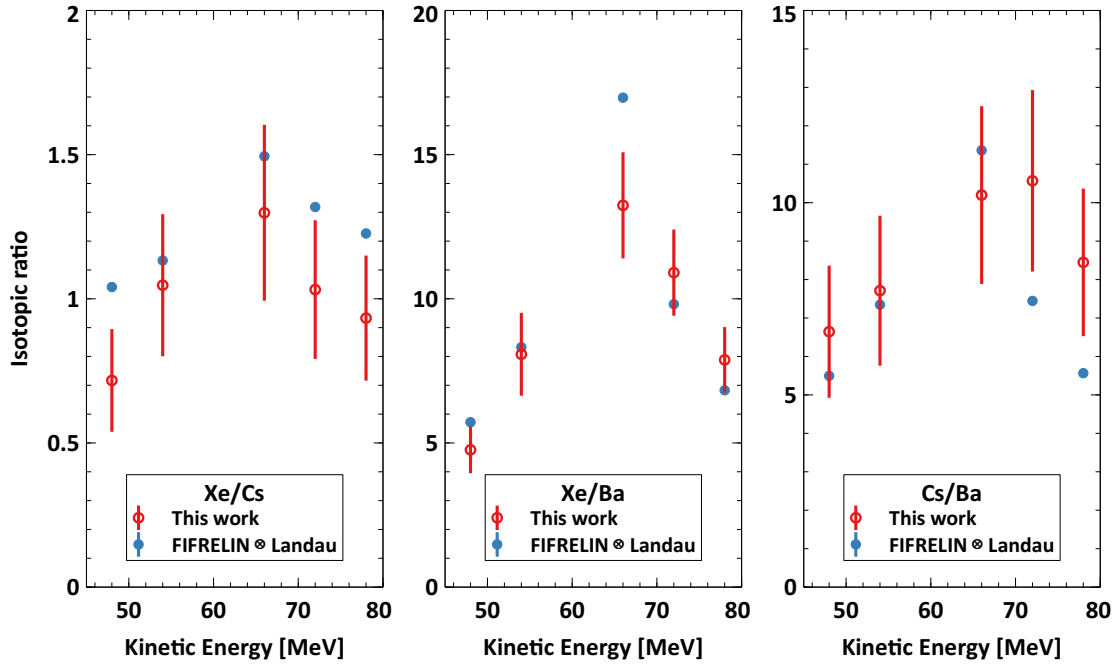 Isotopic ratio
2
1.5
1
0.5
0
50 60 70 80
Kinetic Energy [MeV]
Xe/Cs
This work
FIFRELIN ⊗ Landau
20
15
10
5
0
50 60 70 80
Kinetic Energy [MeV]
Xe/Ba
This work
FIFRELIN ⊗ Landau
15
10
5
0
50 60 70 80
Kinetic Energy [MeV]
Cs/Ba
This work
FIFRELIN ⊗ Landau